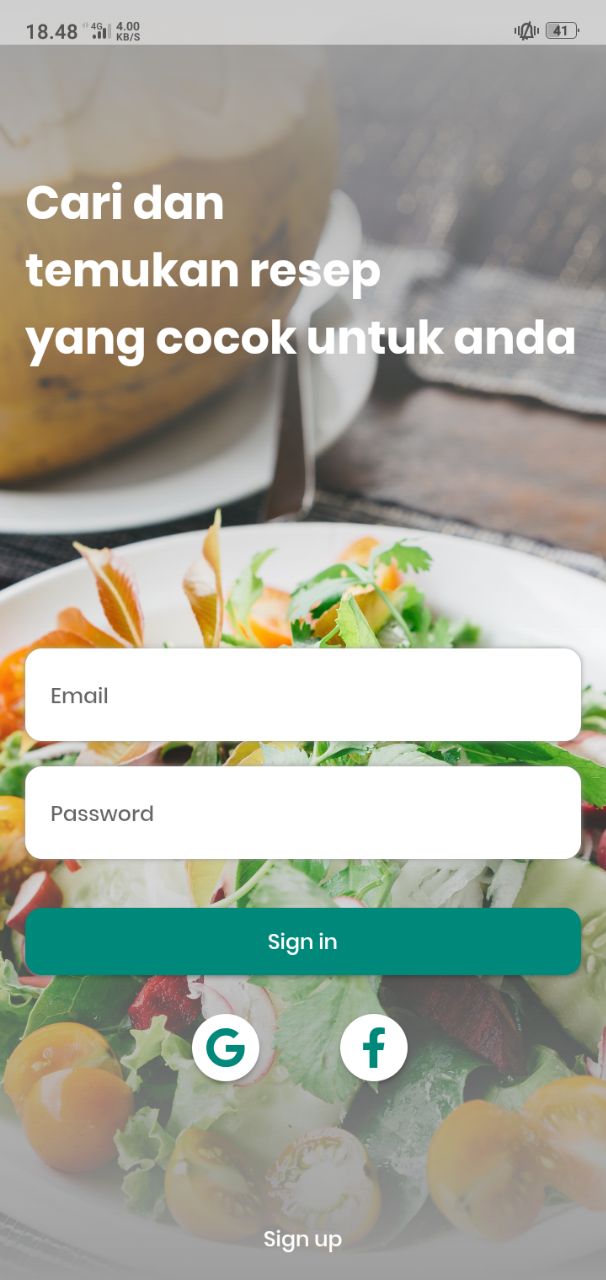 18.48 4G 4.00
KB/S 41
Cari dan
temukan resep
yang cocok untuk anda
Email
Password
Sign in
G f
Sign up